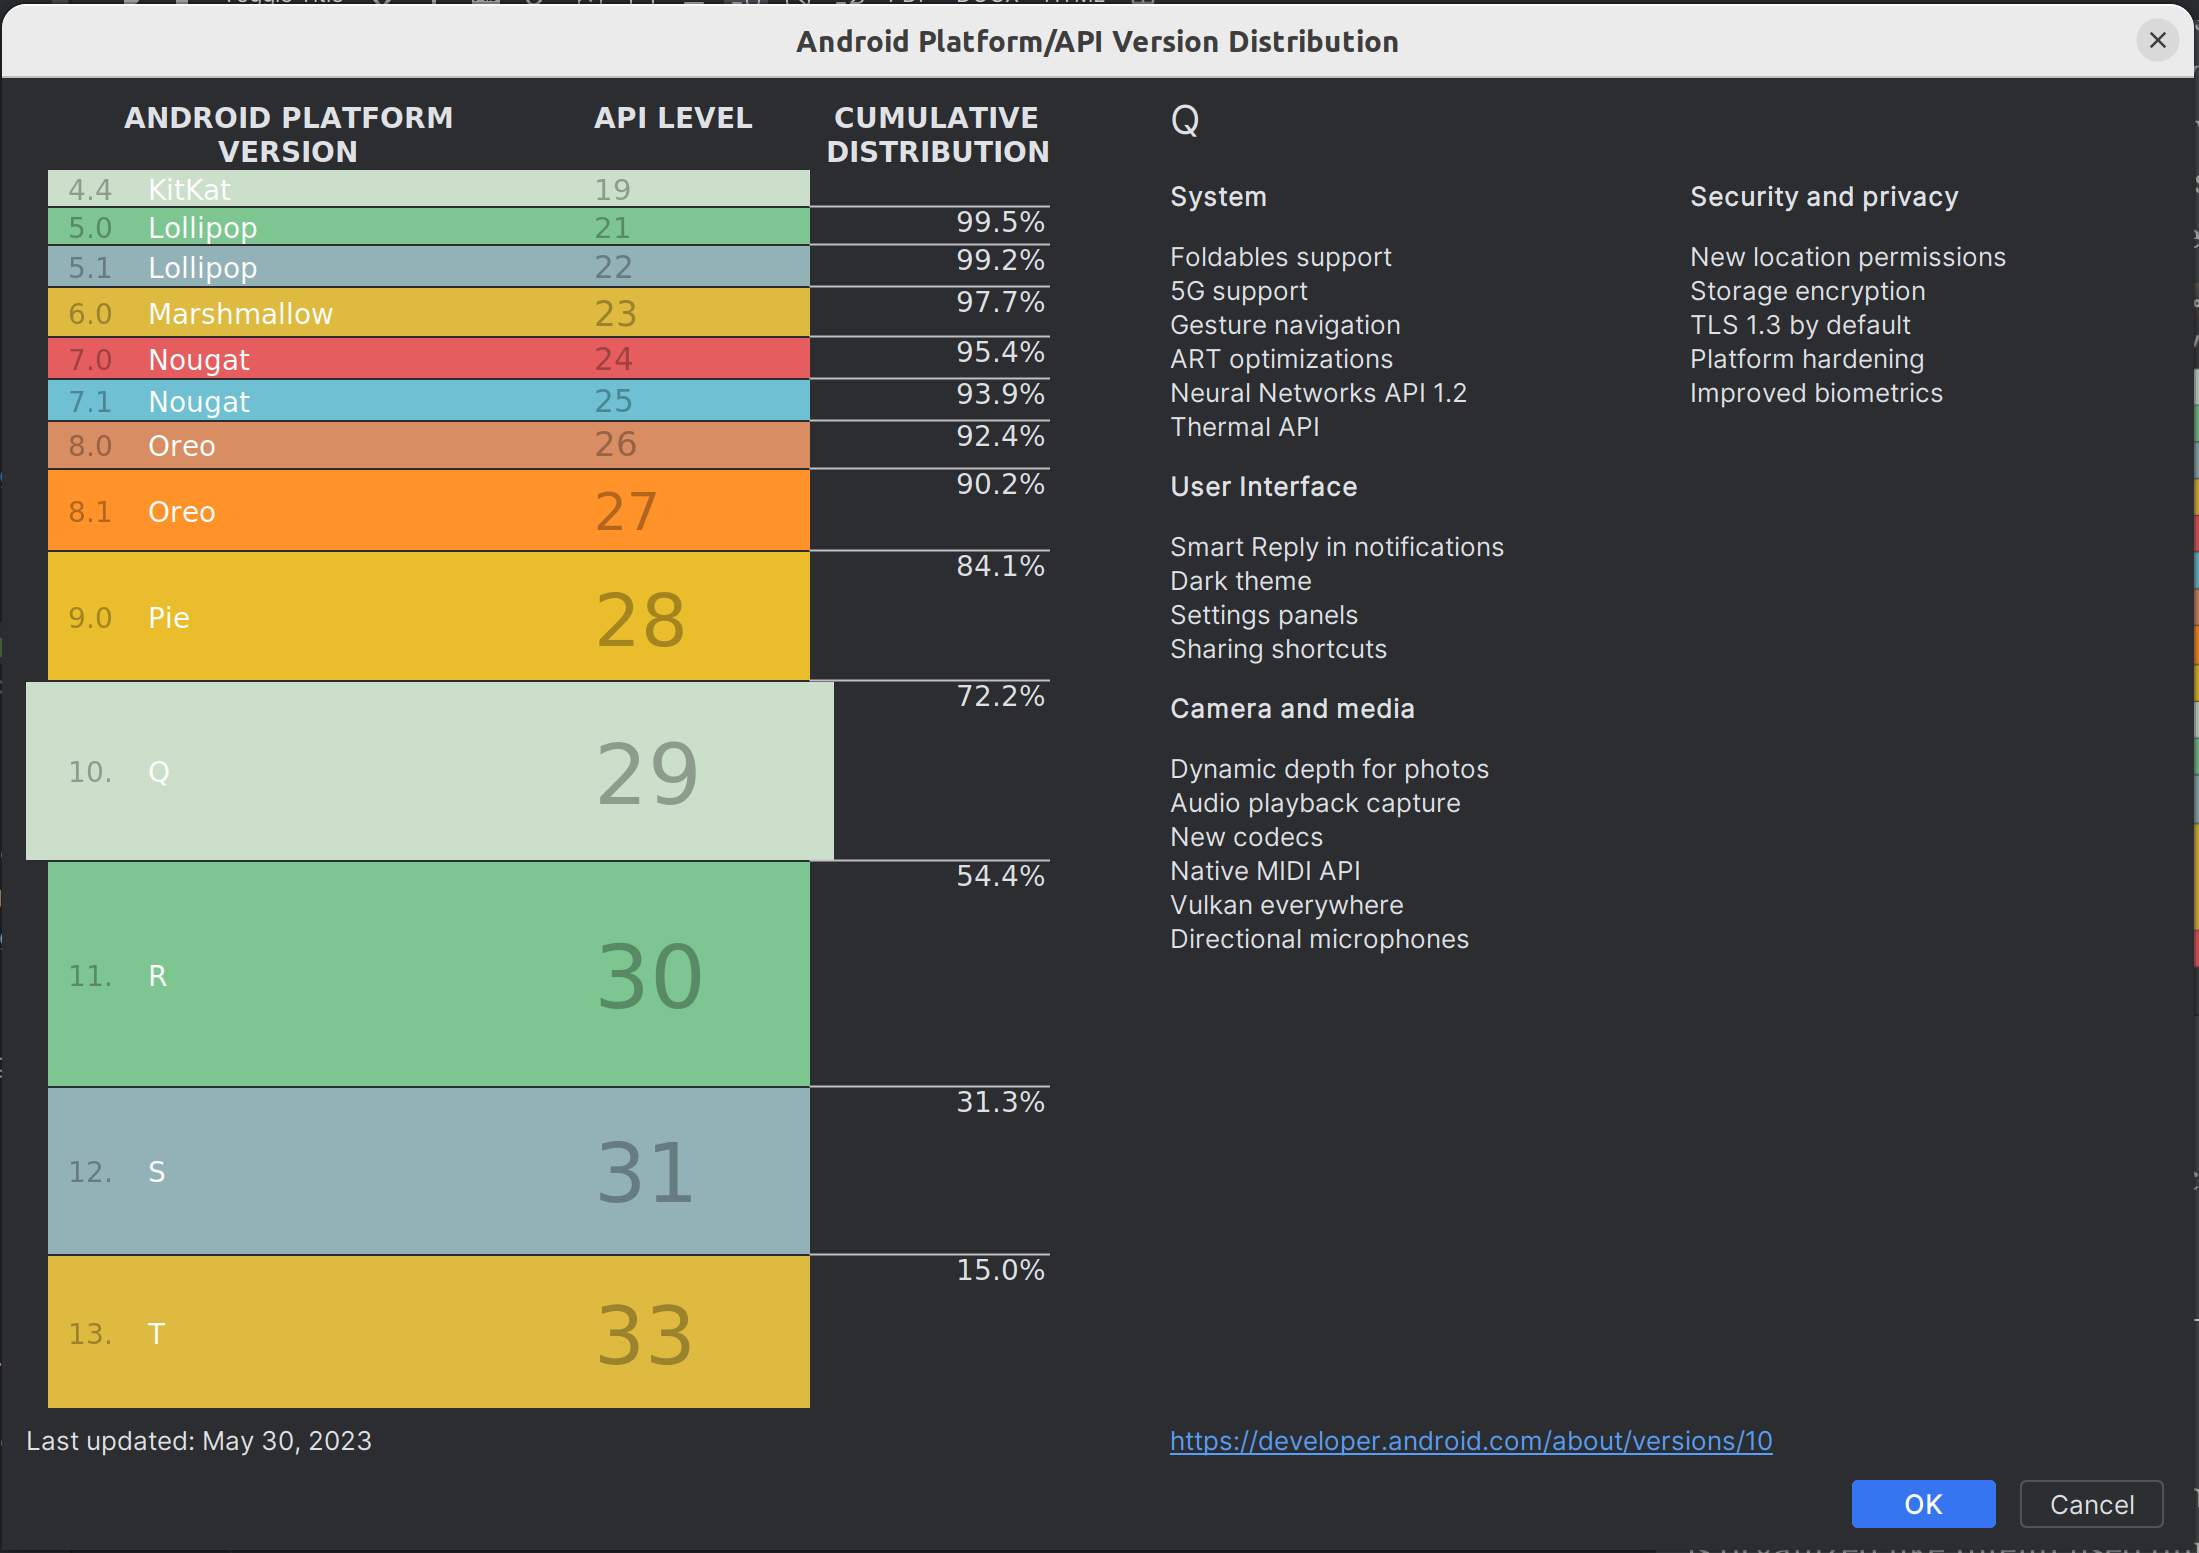 Android Platform/API Version Distribution
ANDROID PLATFORM VERSION API LEVEL CUMULATIVE DISTRIBUTION
4.4 KitKat 19
99.5%
5.0 Lollipop 21
99.2%
5.1 Lollipop 22
97.7%
6.0 Marshmallow 23
95.4%
7.0 Nougat 24
93.9%
7.1 Nougat 25
92.4%
8.0 Oreo 26
90.2%
8.1 Oreo 27
84.1%
9.0 Pie 28
72.2%
10. Q 29
54.4%
11. R 30
31.3%
12. S 31
15.0%
13. T 33
Last updated: May 30, 2023
Q
System
Foldables support
5G support
Gesture navigation
ART optimizations
Neural Networks API 1.2
Thermal API
User Interface
Smart Reply in notifications
Dark theme
Settings panels
Sharing shortcuts
Camera and media
Dynamic depth for photos
Audio playback capture
New codecs
Native MIDI API
Vulkan everywhere
Directional microphones
Security and privacy
New location permissions
Storage encryption
TLS 1.3 by default
Platform hardening
Improved biometrics
https://developer.android.com/about/versions/10
OK Cancel